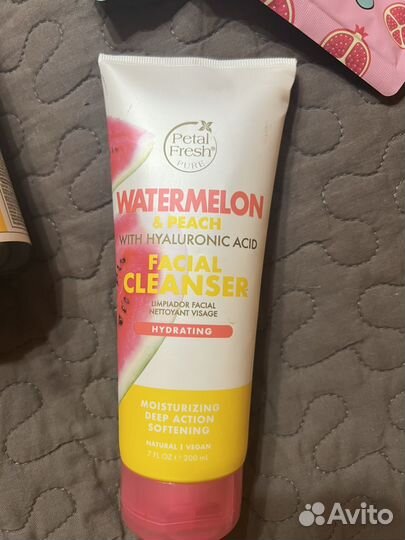 Petal
Fresh®
PURE
WATERMELON
& PEACH
WITH HYALURONIC ACID
FACIAL
CLEANSER
LIMPIADOR FACIAL
NETTOYANT VISAGE
HYDRATING
MOISTURIZING
DEEP ACTION
SOFTENING
NATURAL | VEGAN
7 FL OZ | ℮ 200 mL
Avito